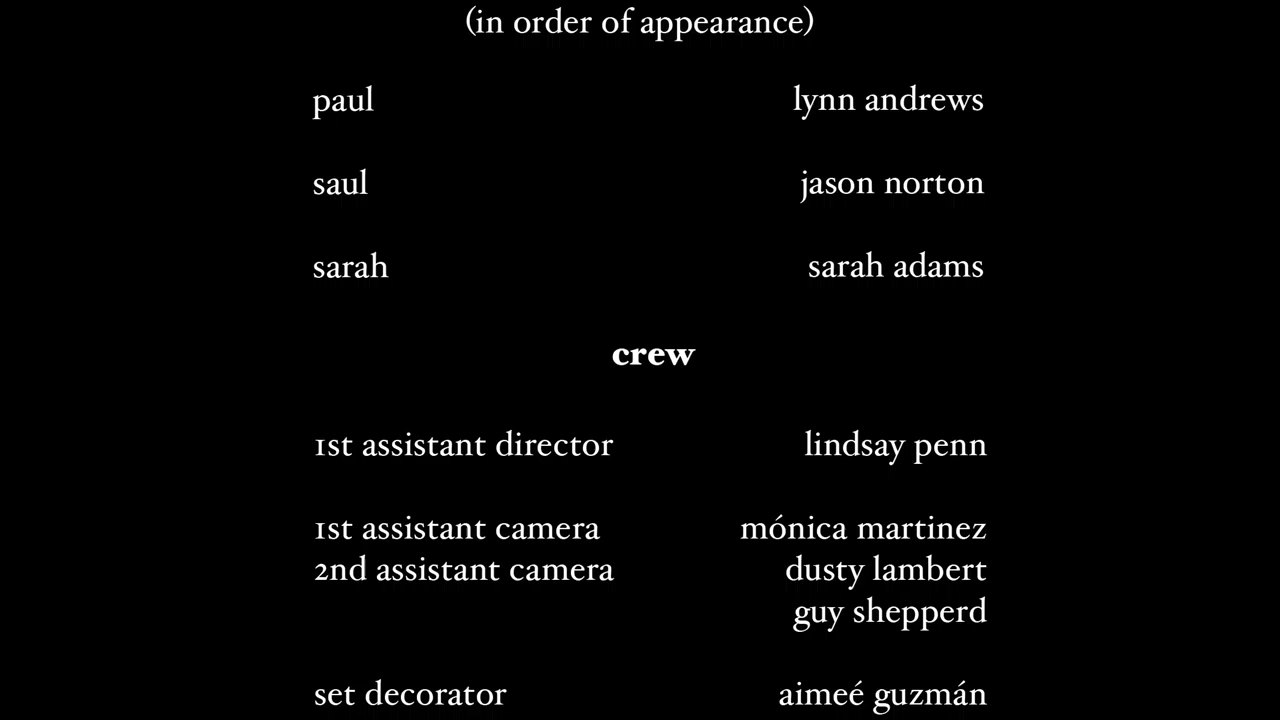 (in order of appearance)
paul lynn andrews
saul jason norton
sarah sarah adams
crew
1st assistant director lindsay penn
1st assistant camera mónica martinez
2nd assistant camera dusty lambert
guy shepperd
set decorator aimeé guzmán